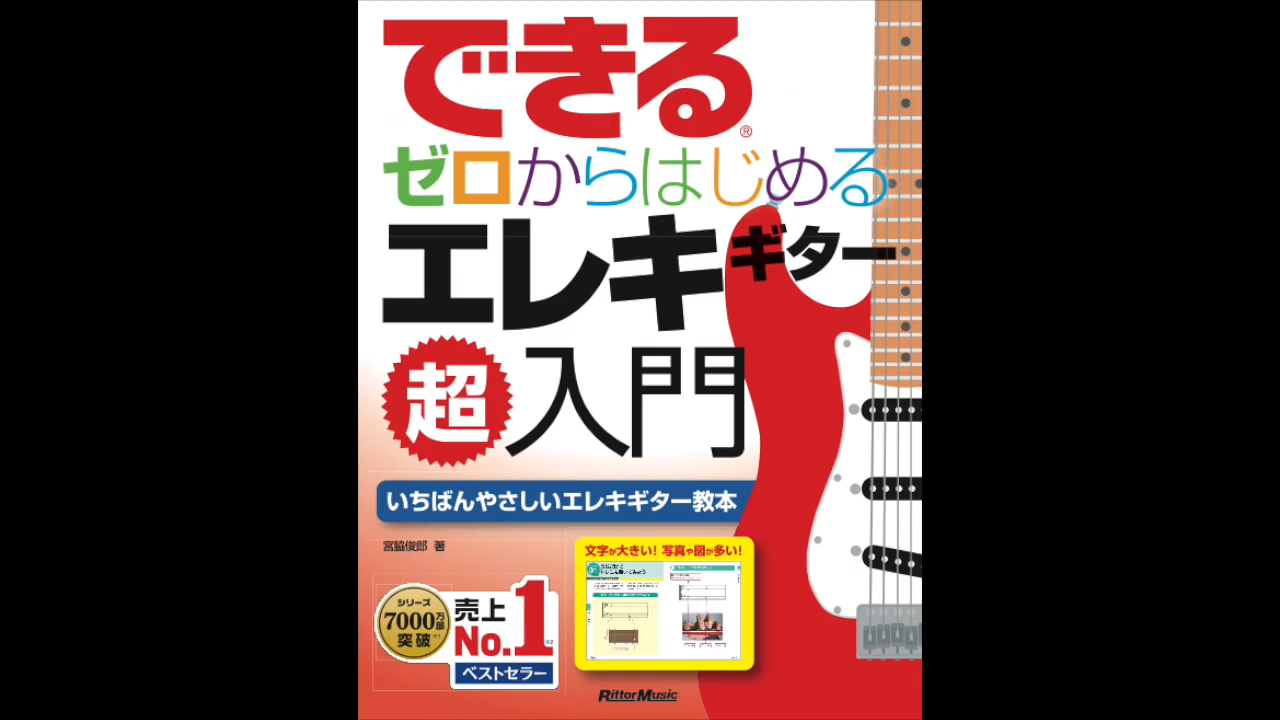 できる®
ゼロからはじめる
エレキギター
超入門
いちばんやさしいエレキギター教本
宮脇俊郎 著
文字が大きい! 写真や図が多い!
シリーズ
7000万部
突破※1
売上
No.1※2
ベストセラー
Rittor Music